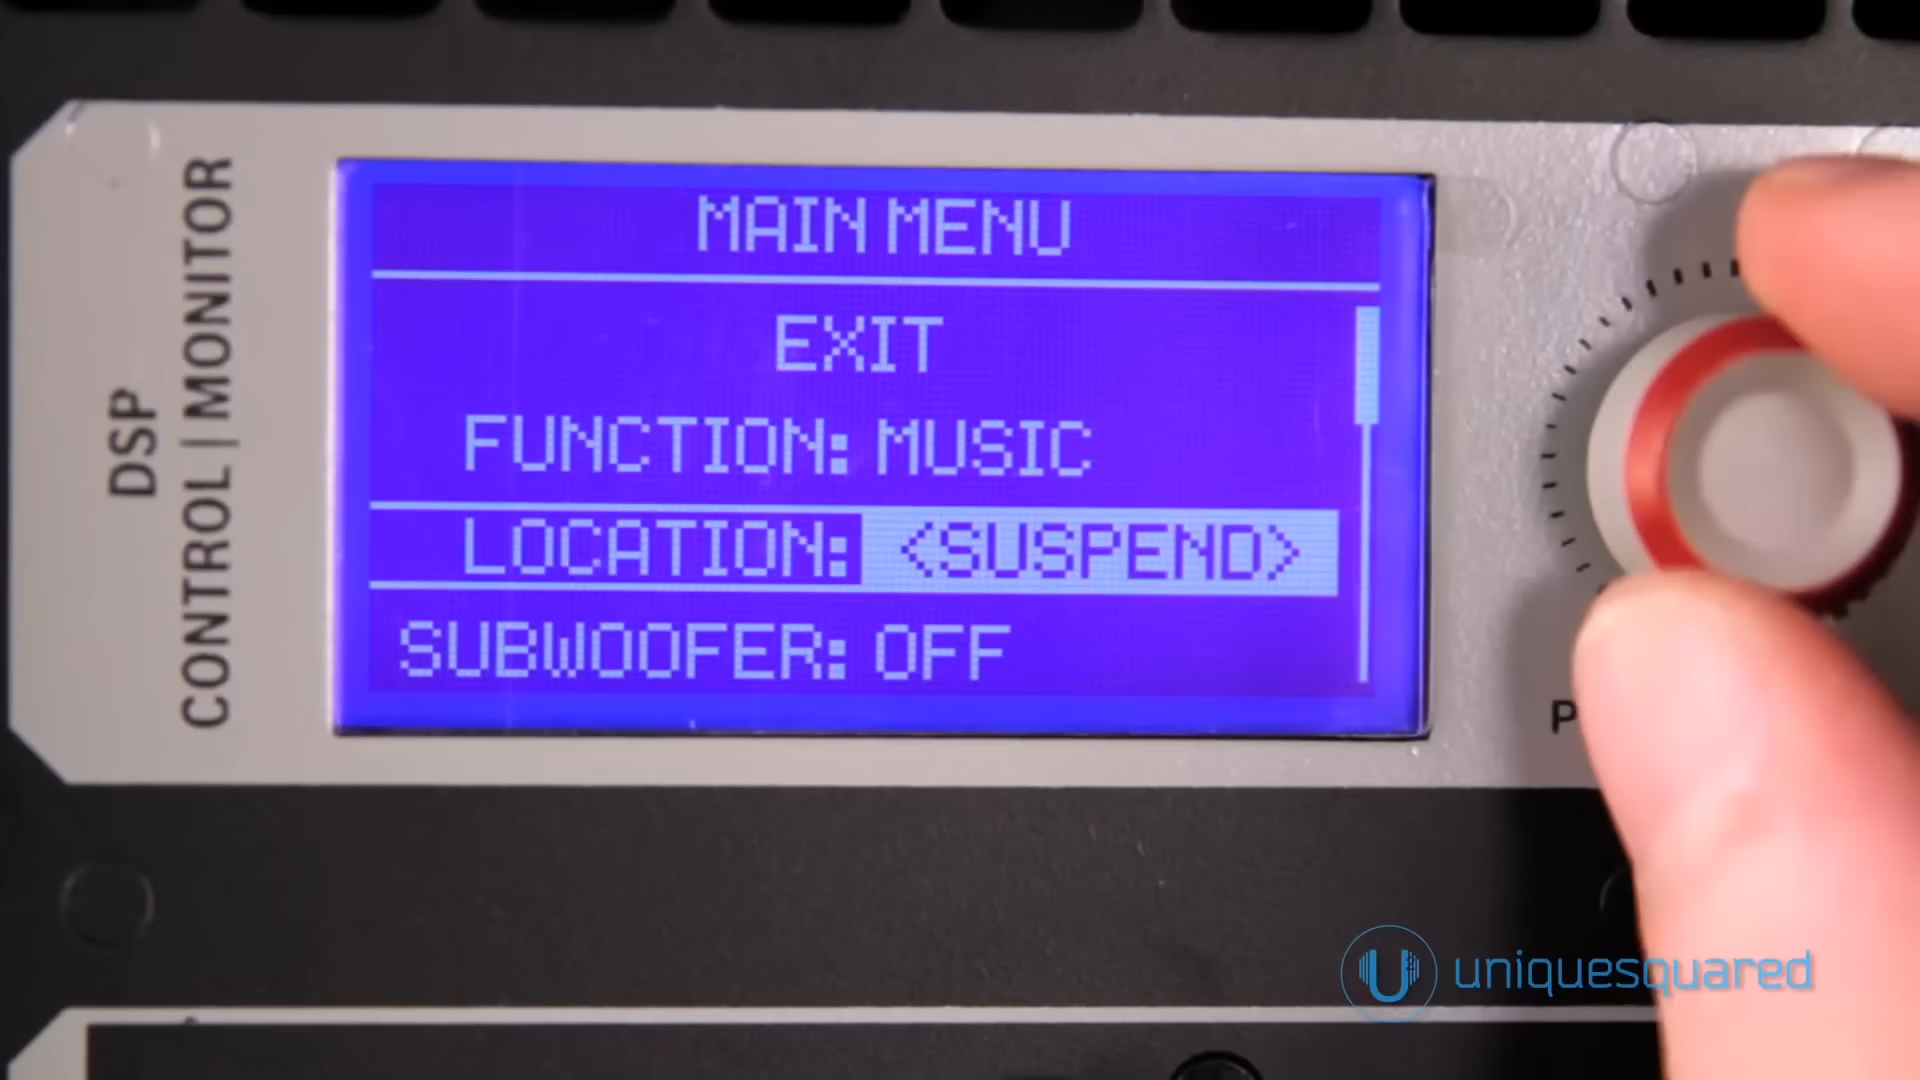 DSP
CONTROL | MONITOR
MAIN MENU
EXIT
FUNCTION: MUSIC
LOCATION: <SUSPEND>
SUBWOOFER: OFF
U
uniquesquared